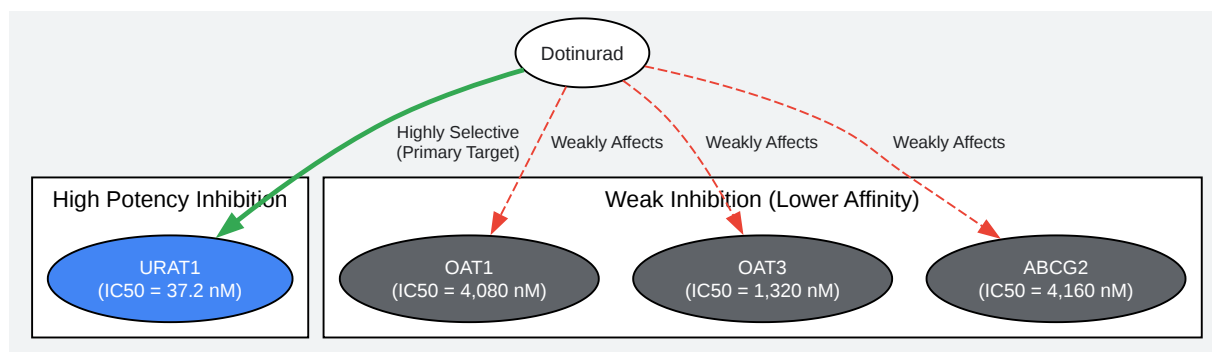 Dotinurad
Highly Selective
(Primary Target)
Weakly Affects
Weakly Affects
Weakly Affects
High Potency Inhibition
Weak Inhibition (Lower Affinity)
URAT1
(IC50 = 37.2 nM)
OAT1
(IC50 = 4,080 nM)
OAT3
(IC50 = 1,320 nM)
ABCG2
(IC50 = 4,160 nM)